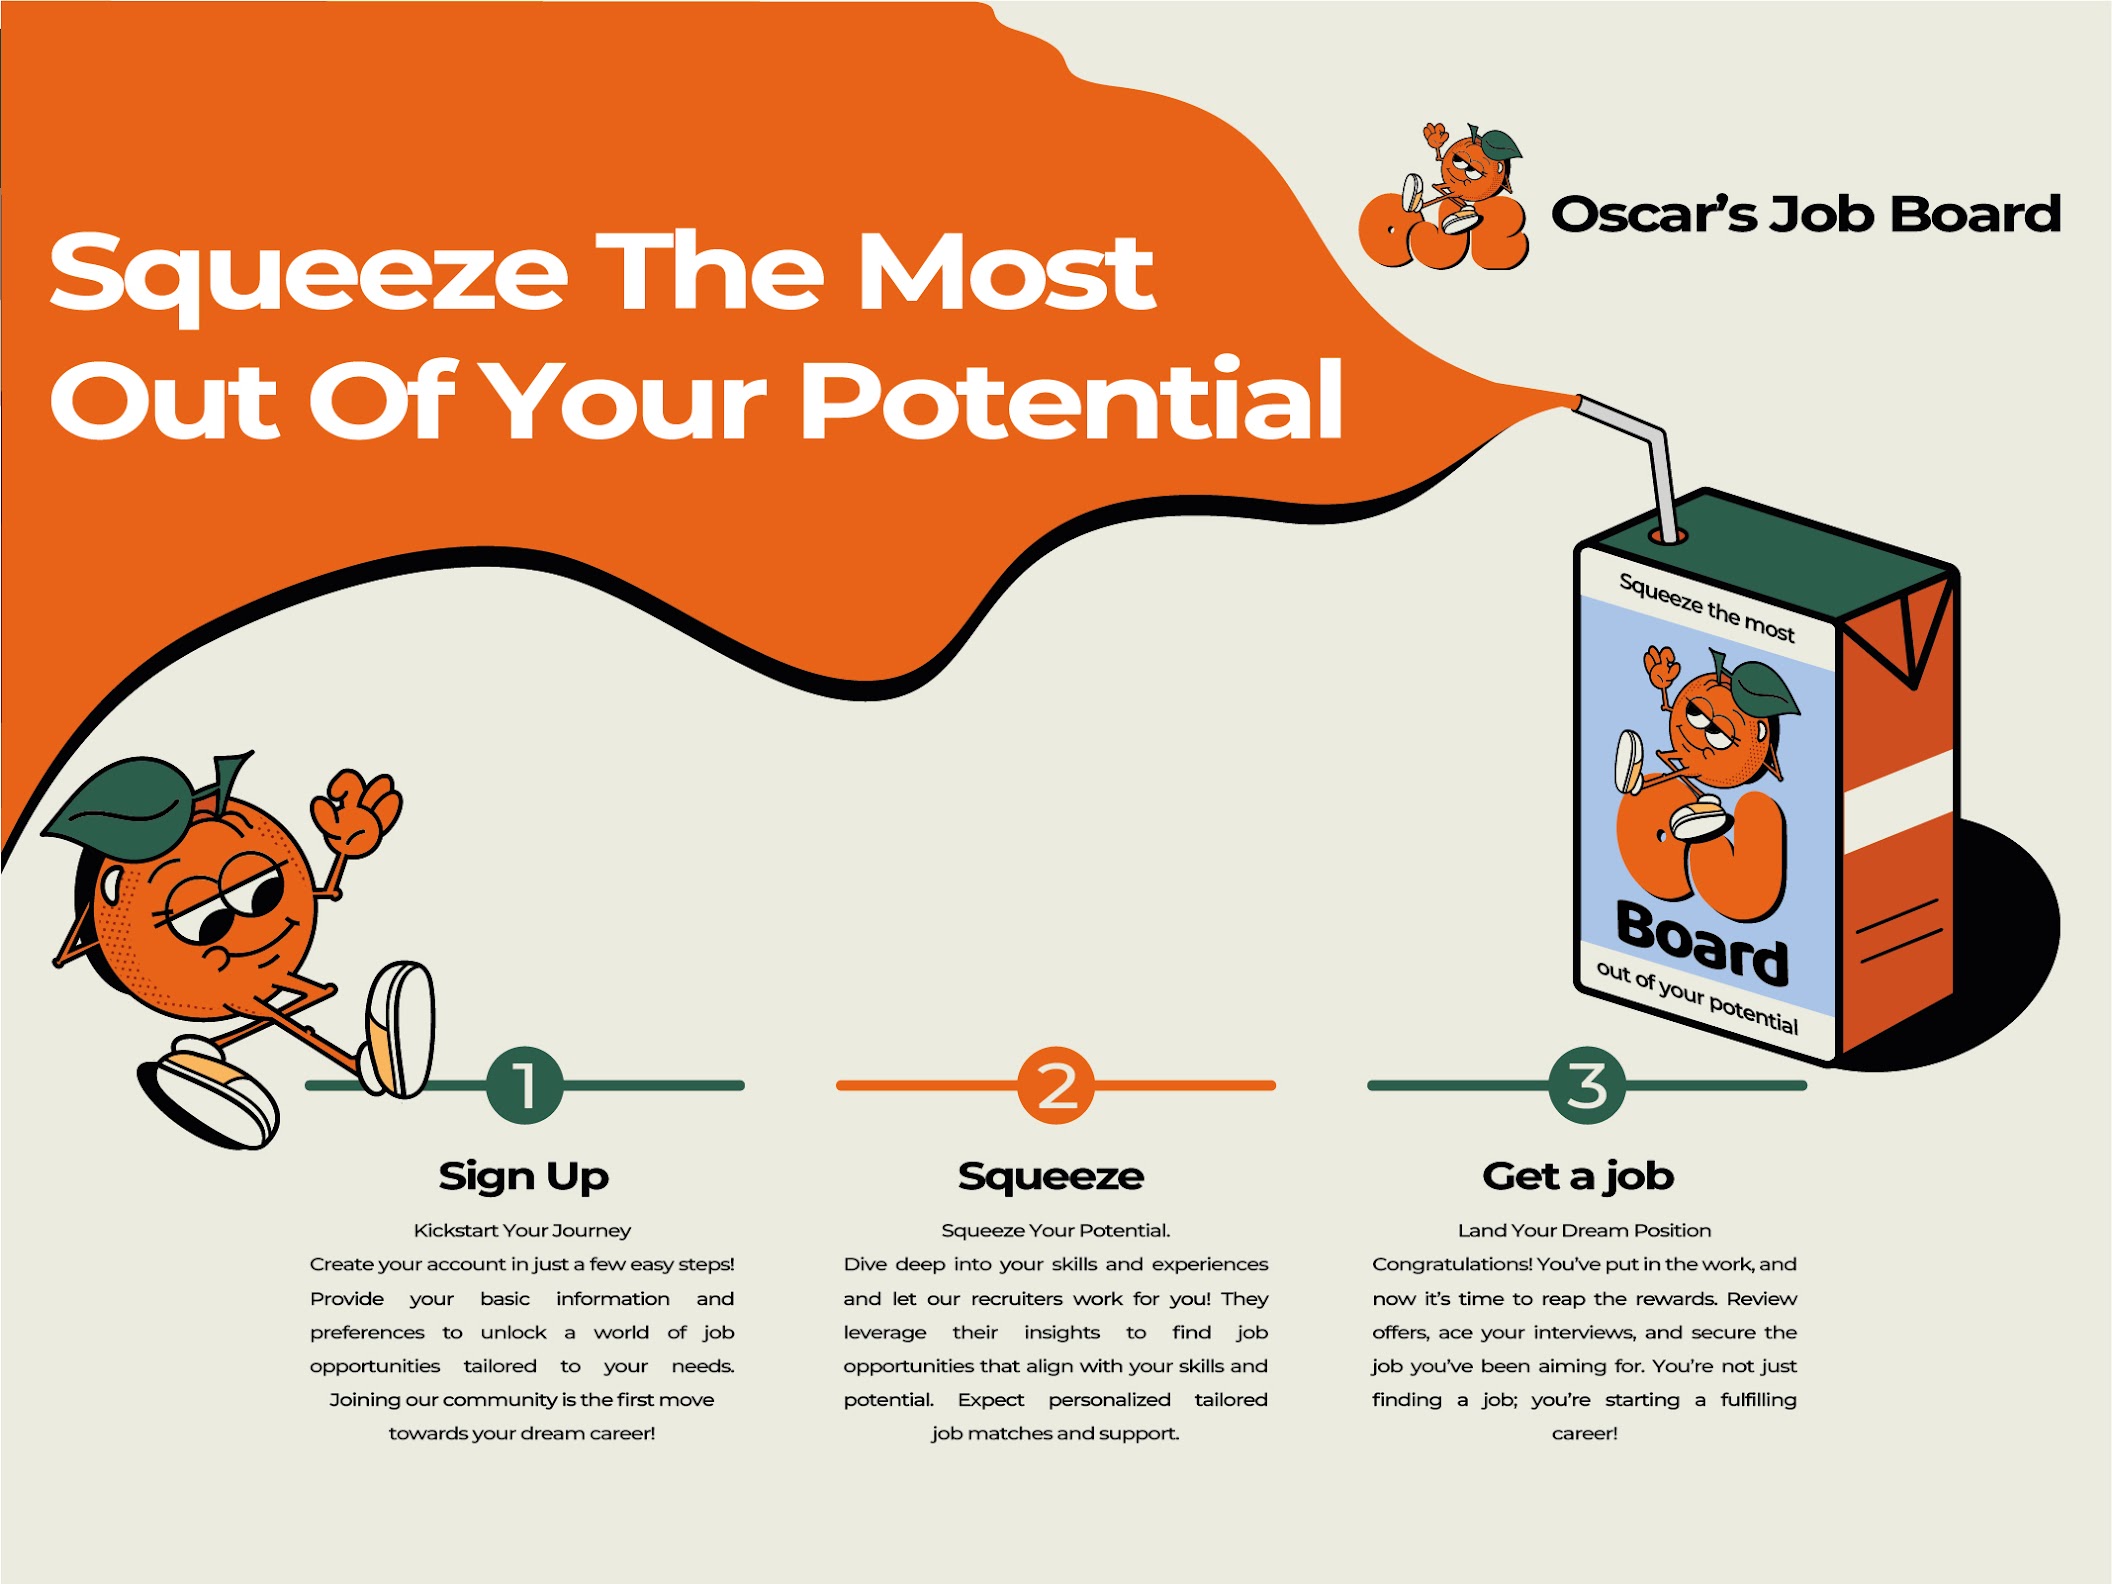 Squeeze The Most
Out Of Your Potential
OJB
Oscar's Job Board
Squeeze the most
OJ
Board
out of your potential
1
Sign Up
Kickstart Your Journey
Create your account in just a few easy steps!
Provide your basic information and
preferences to unlock a world of job
opportunities tailored to your needs.
Joining our community is the first move
towards your dream career!
2
Squeeze
Squeeze Your Potential.
Dive deep into your skills and experiences
and let our recruiters work for you! They
leverage their insights to find job
opportunities that align with your skills and
potential. Expect personalized tailored
job matches and support.
3
Get a job
Land Your Dream Position
Congratulations! You've put in the work, and
now it's time to reap the rewards. Review
offers, ace your interviews, and secure the
job you've been aiming for. You're not just
finding a job; you're starting a fulfilling
career!